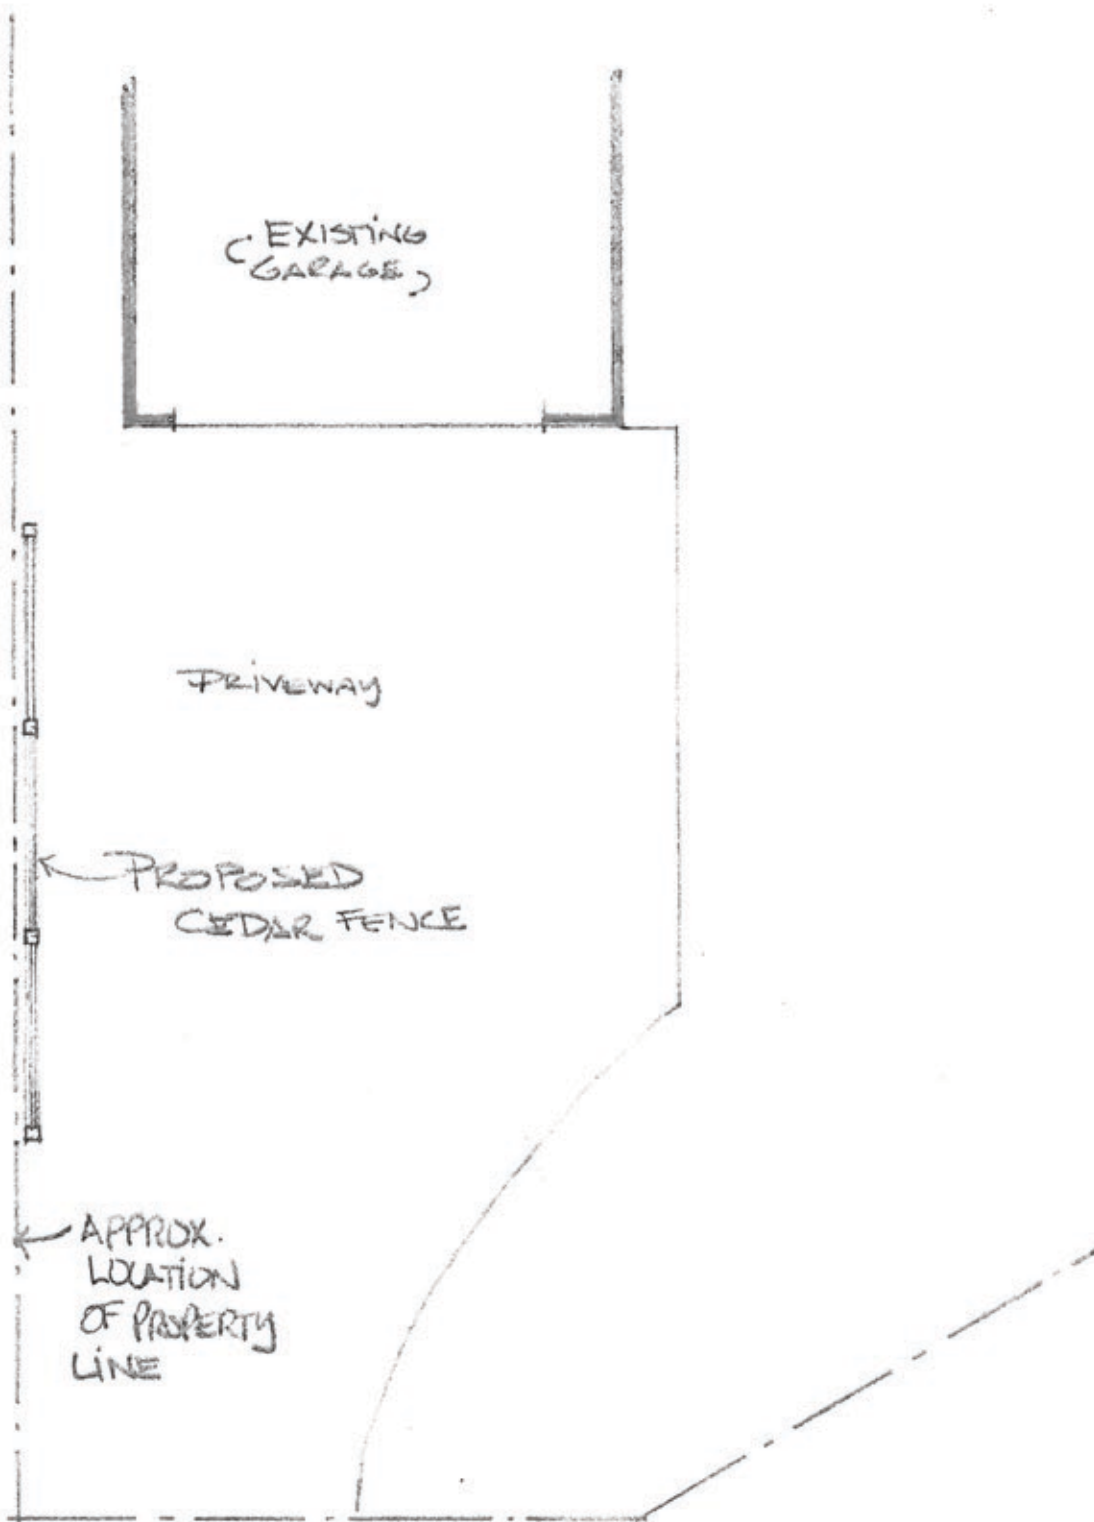 EXISTING
GARAGE
DRIVEWAY
PROPOSED
CEDAR FENCE
APPROX.
LOCATION
OF PROPERTY
LINE